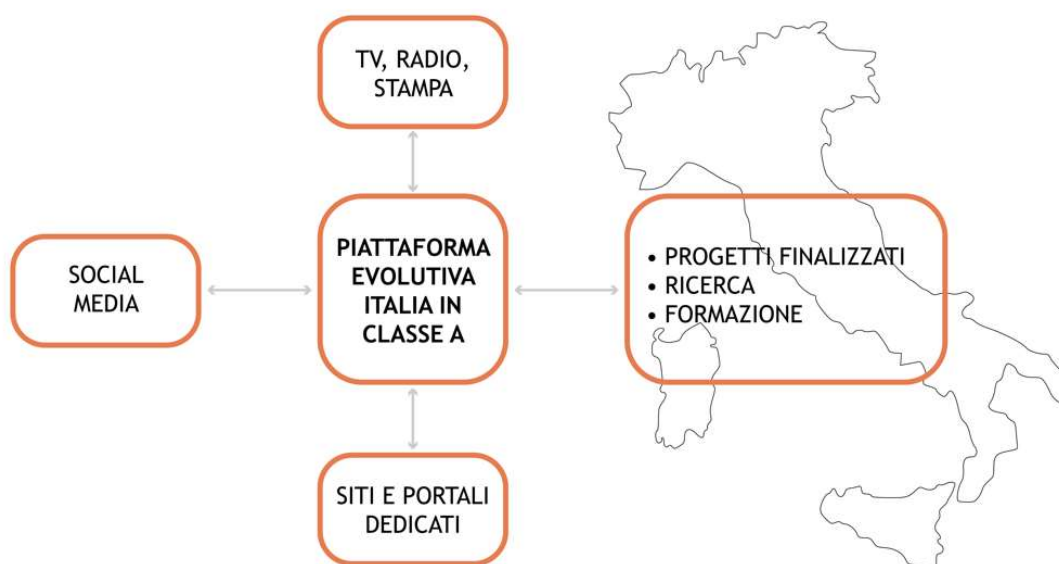 TV, RADIO,
STAMPA
SOCIAL
MEDIA
PIATTAFORMA
EVOLUTIVA
ITALIA IN
CLASSE A
• PROGETTI FINALIZZATI
• RICERCA
• FORMAZIONE
SITI E PORTALI
DEDICATI